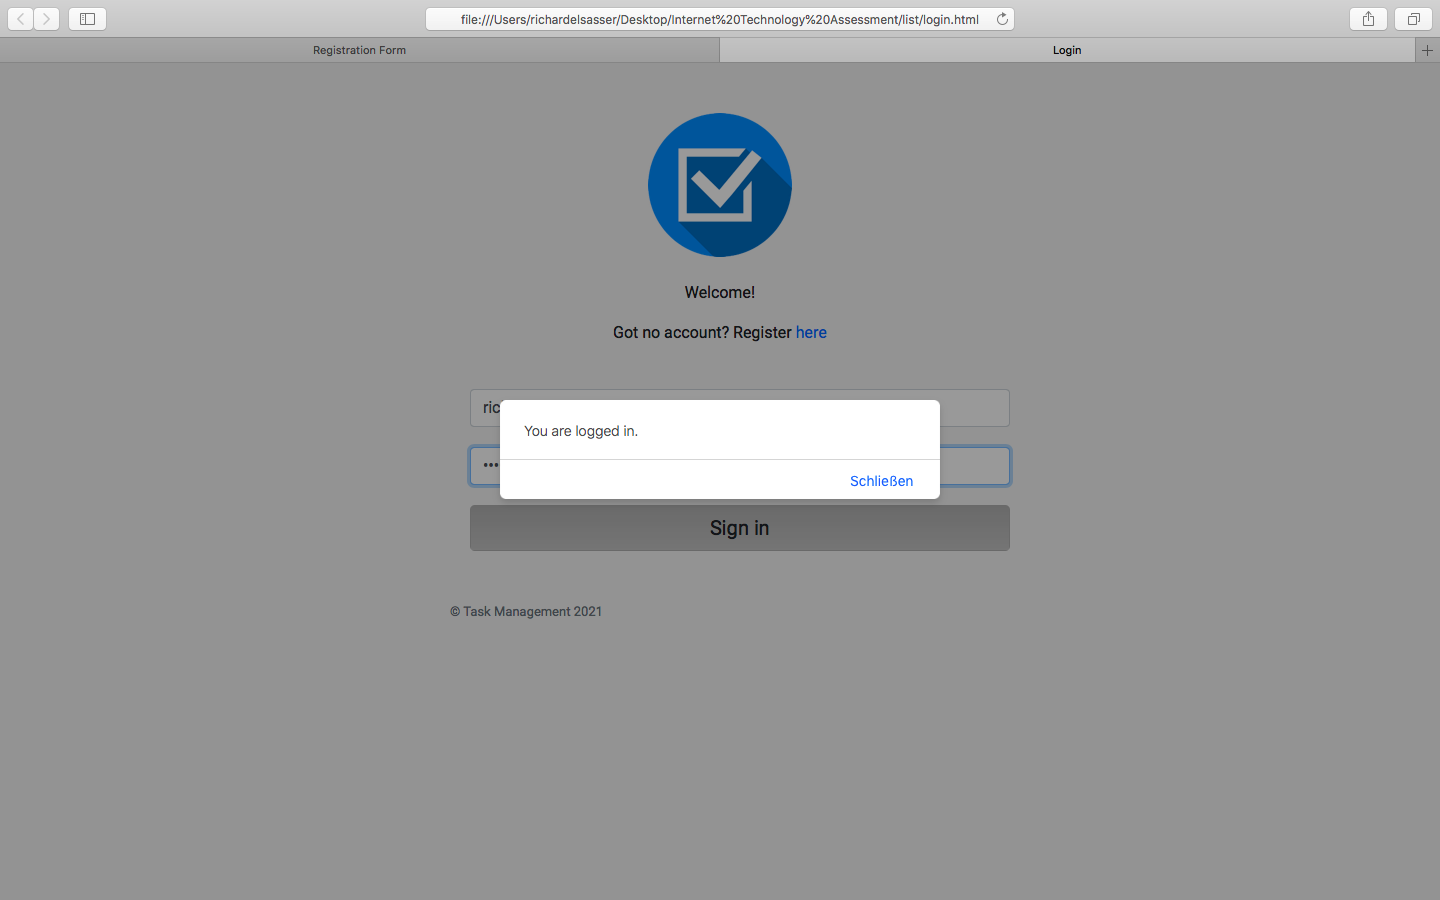 file:///Users/richardelsasser/Desktop/Internet%20Technology%20Assessment/list/login.html
Registration Form
Login
Welcome!
Got no account? Register here
ric
You are logged in.
•••
Schließen
Sign in
© Task Management 2021